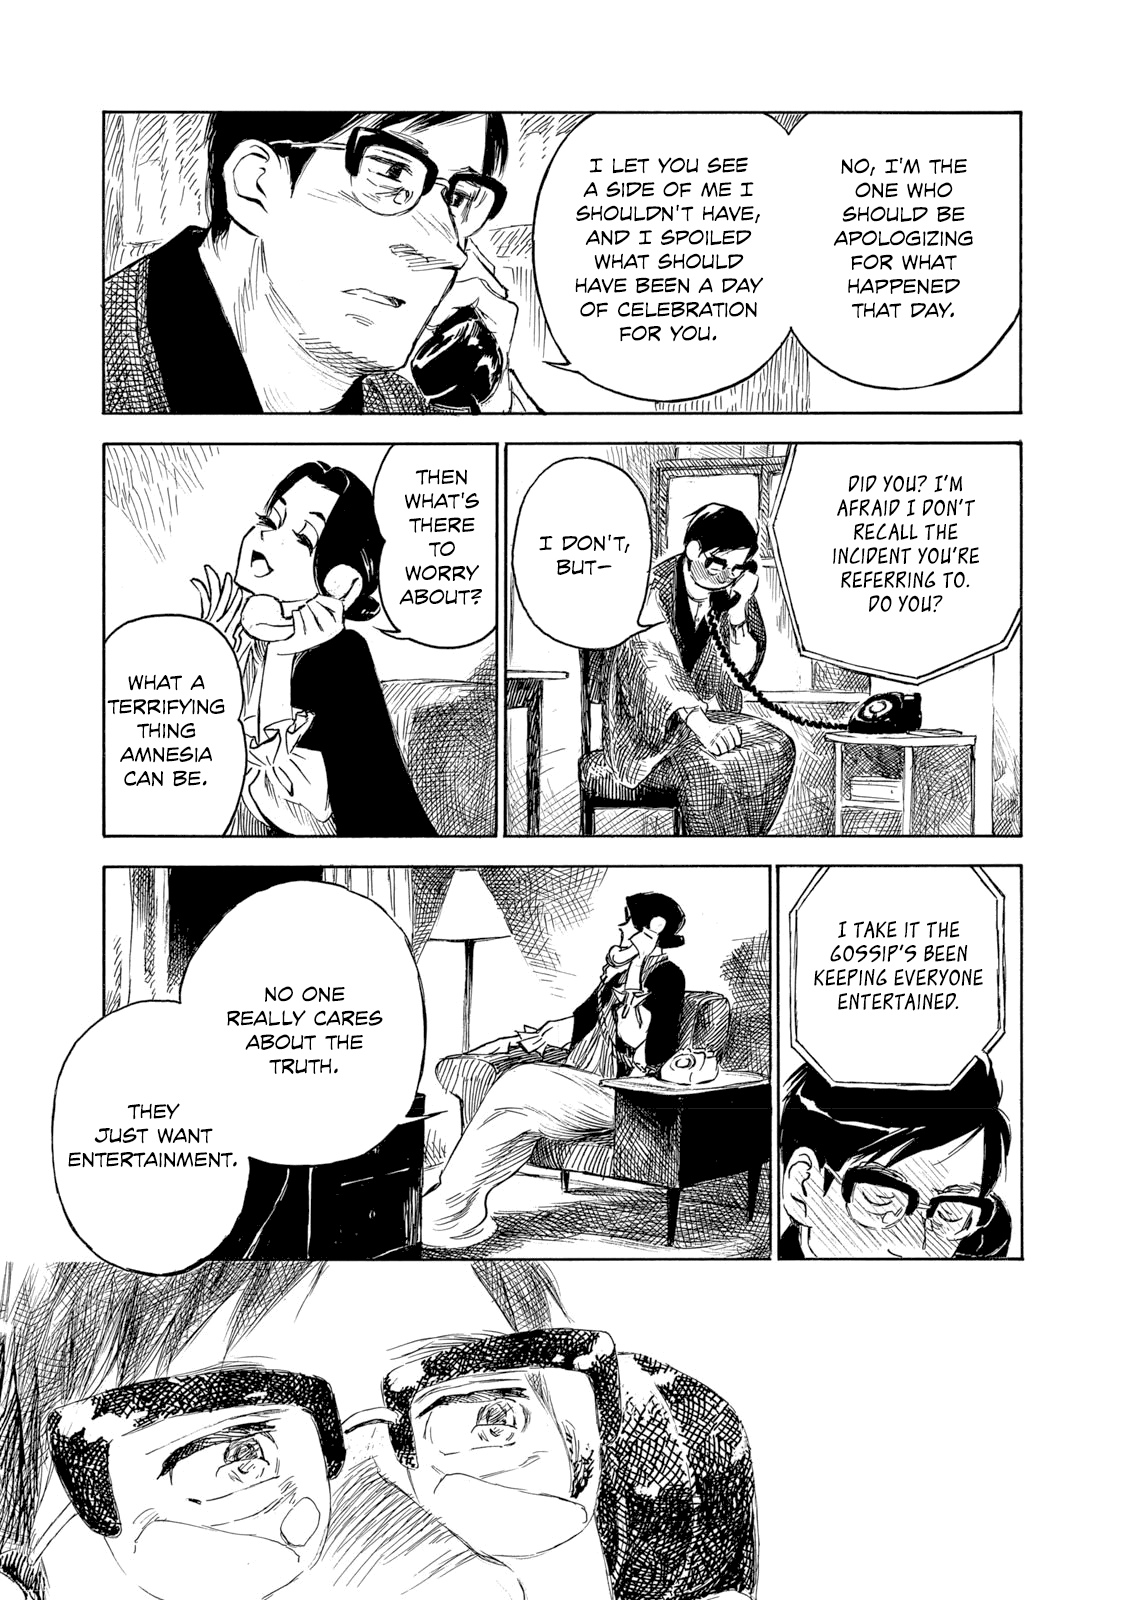 NO, I'M THE
ONE WHO
SHOULD BE
APOLOGIZING
FOR WHAT
HAPPENED
THAT DAY.
I LET YOU SEE
A SIDE OF ME I
SHOULDN'T HAVE,
AND I SPOILED
WHAT SHOULD
HAVE BEEN A DAY
OF CELEBRATION
FOR YOU.
DID YOU? I'M
AFRAID I DON'T
RECALL THE
INCIDENT YOU'RE
REFERRING TO.
DO YOU?
I DON'T,
BUT-
THEN
WHAT'S
THERE
TO
WORRY
ABOUT?
WHAT A
TERRIFYING
THING
AMNESIA
CAN BE.
I TAKE IT THE
GOSSIP'S BEEN
KEEPING EVERYONE
ENTERTAINED.
NO ONE
REALLY CARES
ABOUT THE
TRUTH.
THEY
JUST WANT
ENTERTAINMENT.